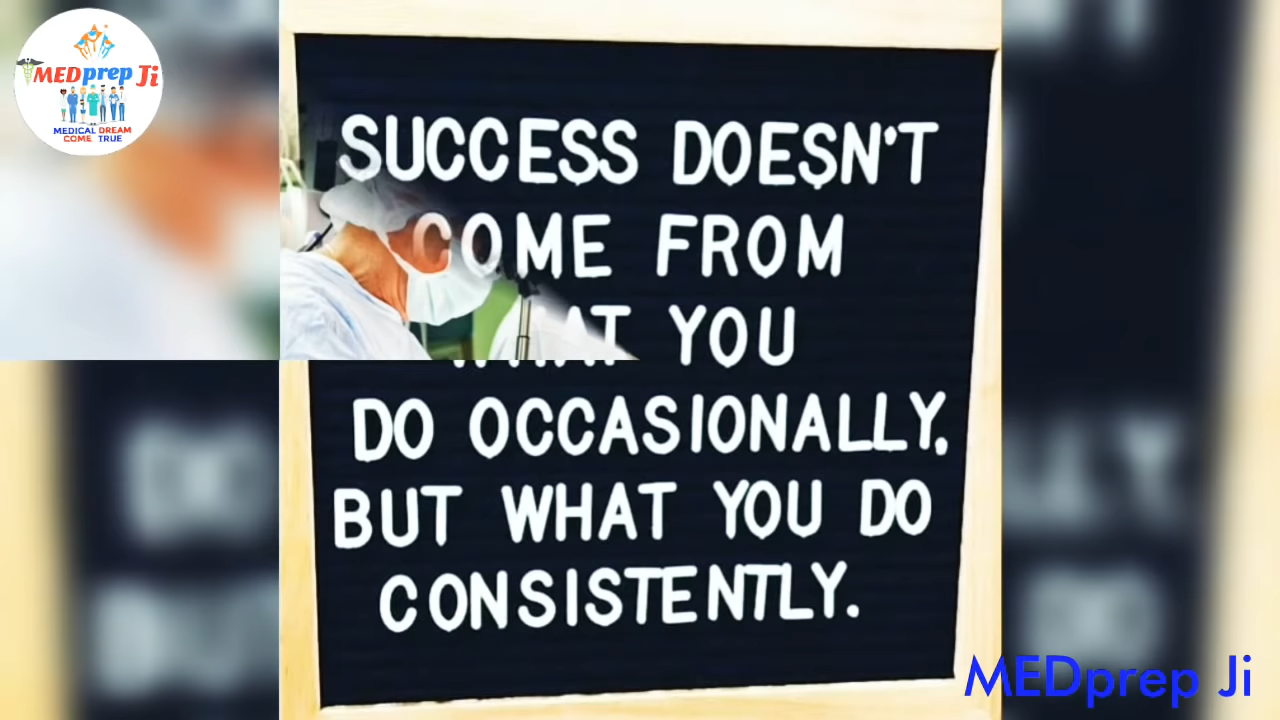 MEDprep Ji
MEDICAL DREAM
COME TRUE
SUCCESS DOESN'T
COME FROM
WHAT YOU
DO OCCASIONALLY,
BUT WHAT YOU DO
CONSISTENTLY.
MEDprep Ji